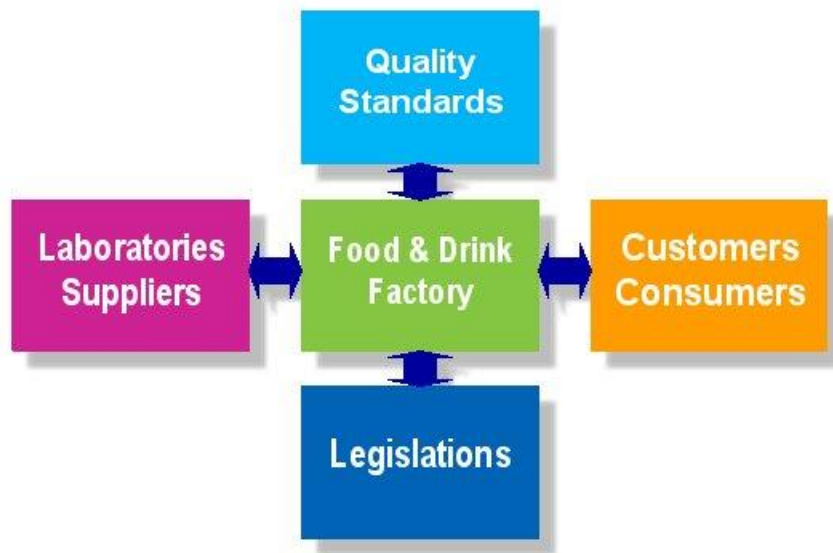 Quality
Standards
Laboratories
Suppliers
Food & Drink
Factory
Customers
Consumers
Legislations